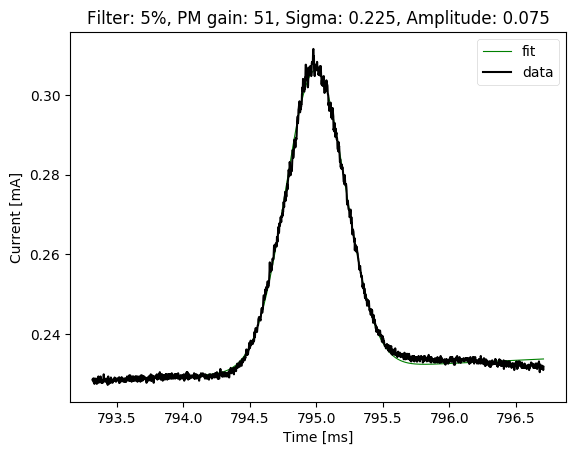 Filter: 5%, PM gain: 51, Sigma: 0.225, Amplitude: 0.075
fit
data
0.30
0.28
0.26
0.24
Current [mA]
793.5 794.0 794.5 795.0 795.5 796.0 796.5
Time [ms]